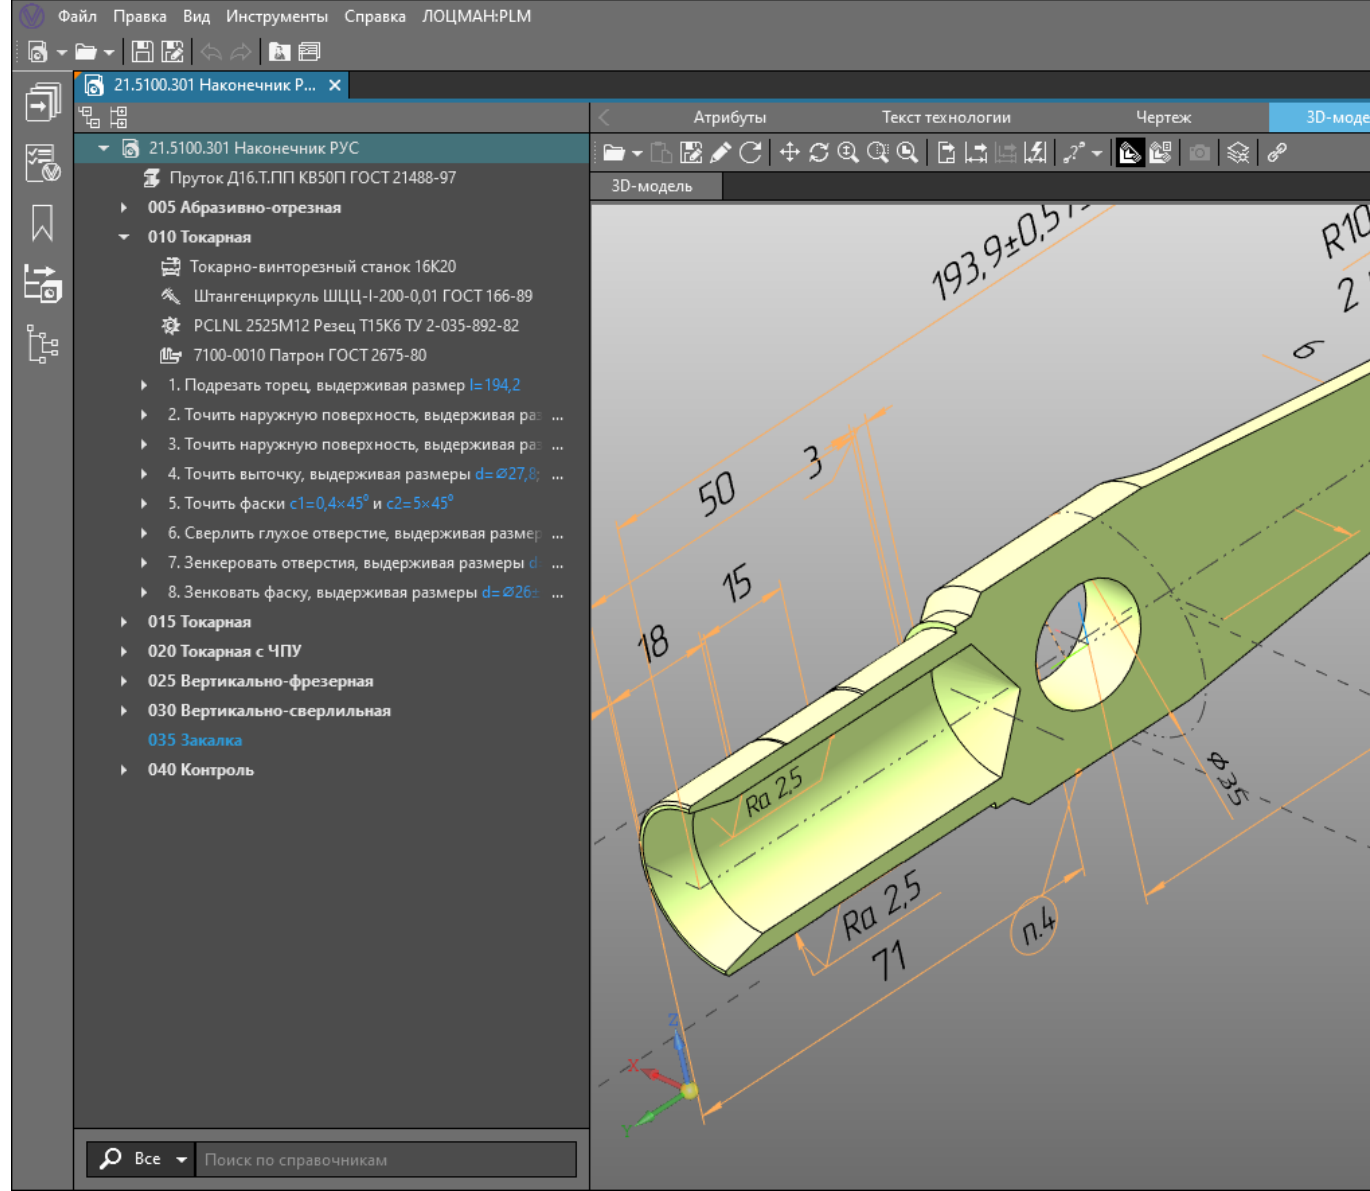 Файл Правка Вид Инструменты Справка ЛОЦМАН:PLM
21.5100.301 Наконечник Р...
Атрибуты Текст технологии Чертеж 3D-моде
3D-модель
21.5100.301 Наконечник РУС
Пруток Д16.Т.ПП КВ50П ГОСТ 21488-97
005 Абразивно-отрезная
010 Токарная
Токарно-винторезный станок 16К20
Штангенциркуль ШЦЦ-I-200-0,01 ГОСТ 166-89
PCLNL 2525M12 Резец Т15К6 ТУ 2-035-892-82
7100-0010 Патрон ГОСТ 2675-80
1. Подрезать торец, выдерживая размер l=194,2
2. Точить наружную поверхность, выдерживая раз ...
3. Точить наружную поверхность, выдерживая раз ...
4. Точить выточку, выдерживая размеры d=⌀27,8; ...
5. Точить фаски c1=0,4×45⁰ и c2=5×45⁰
6. Сверлить глухое отверстие, выдерживая размер ...
7. Зенкеровать отверстия, выдерживая размеры d ...
8. Зенковать фаску, выдерживая размеры d=⌀26± ...
015 Токарная
020 Токарная с ЧПУ
025 Вертикально-фрезерная
030 Вертикально-сверлильная
035 Закалка
040 Контроль
Все Поиск по справочникам
193,9±0,5
R10
2
6
3
50
15
18
Ra 2,5
⌀35
Ra 2,5
п.4
71
Z
X
Y